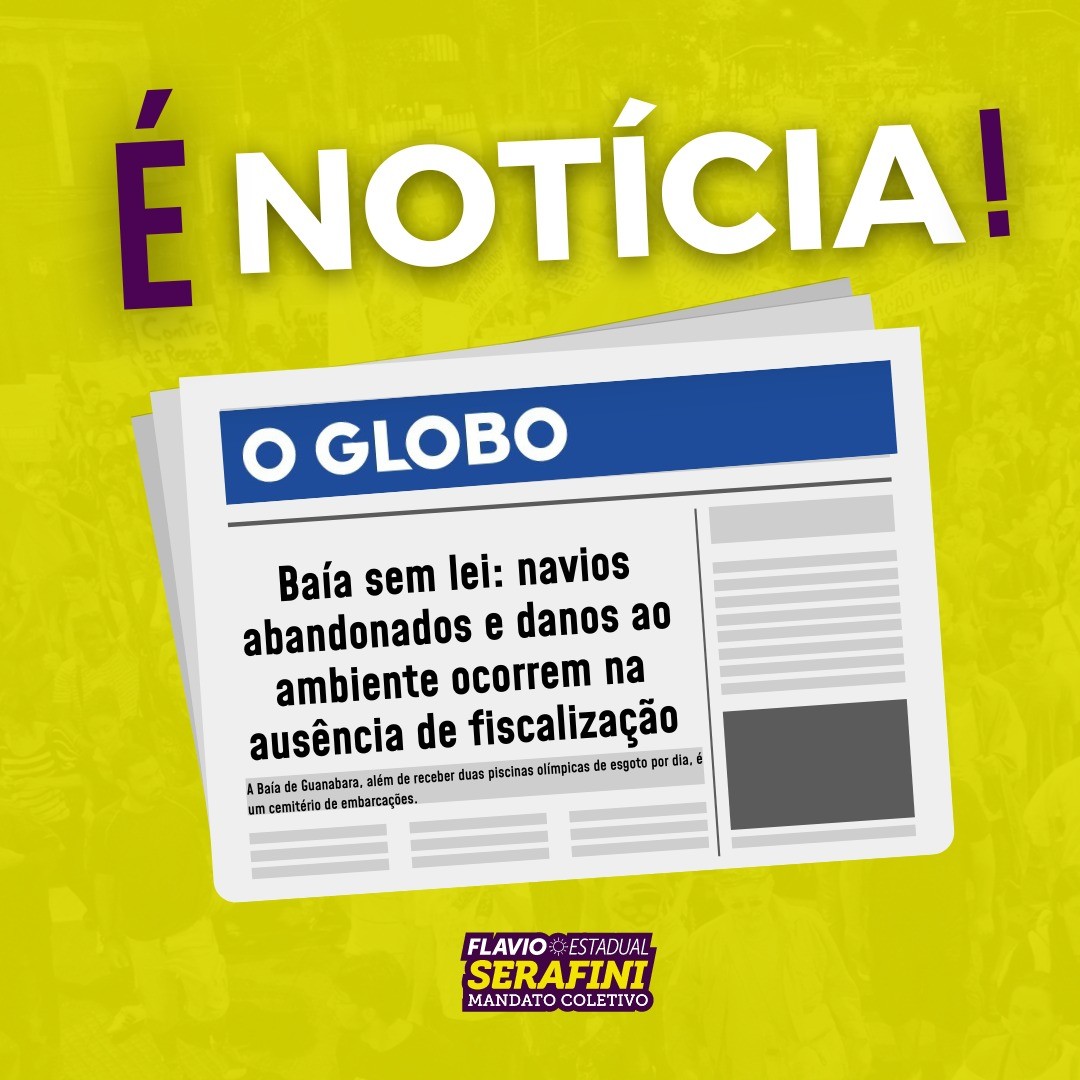 É NOTÍCIA!
O GLOBO
Baía sem lei: navios
abandonados e danos ao
ambiente ocorrem na
ausência de fiscalização
A Baía de Guanabara, além de receber duas piscinas olímpicas de esgoto por dia, é
um cemitério de embarcações.
FLAVIO ESTADUAL
SERAFINI
MANDATO COLETIVO